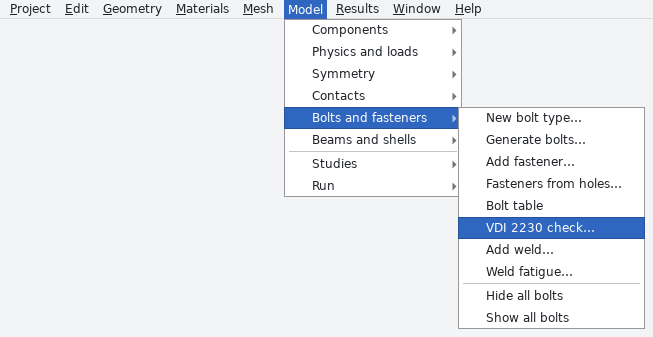 Project Edit Geometry Materials Mesh Model Results Window Help
Components
Physics and loads
Symmetry
Contacts
Bolts and fasteners
Beams and shells
Studies
Run
New bolt type...
Generate bolts...
Add fastener...
Fasteners from holes...
Bolt table
VDI 2230 check...
Add weld...
Weld fatigue...
Hide all bolts
Show all bolts